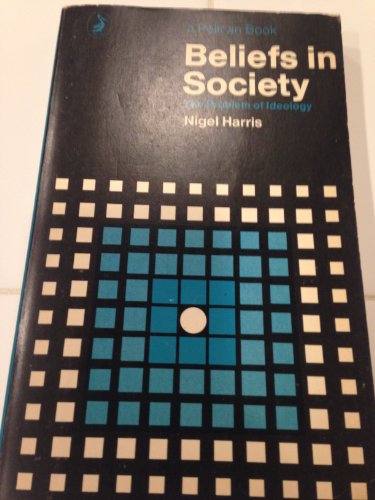 A Pelican Book
Beliefs in
Society
The Problem of Ideology
Nigel Harris